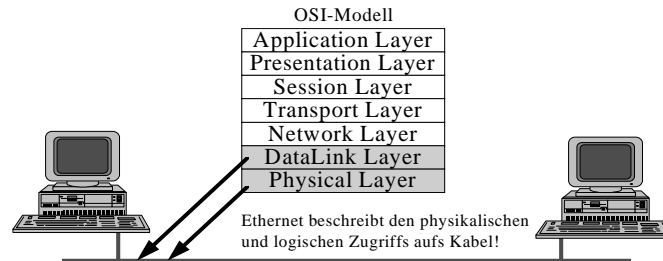 OSI-Modell
Application Layer
Presentation Layer
Session Layer
Transport Layer
Network Layer
DataLink Layer
Physical Layer
Ethernet beschreibt den physikalischen
und logischen Zugriffs aufs Kabel!